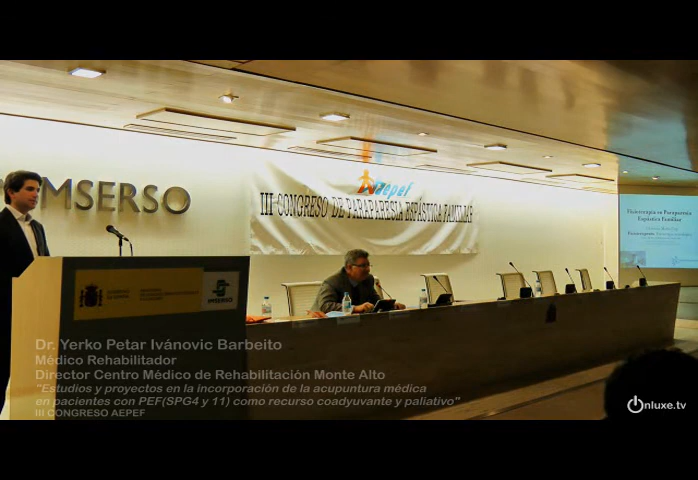 IMSERSO
aepef
III CONGRESO DE PARAPARESIA ESPÁSTICA FAMILIAR
Fisioterapia en Paraparesia
Espástica Familiar
IMSERSO
Dr. Yerko Petar Ivánovic Barbeito
Médico Rehabilitador
Director Centro Médico de Rehabilitación Monte Alto
"Estudios y proyectos en la incorporación de la acupuntura médica
en pacientes con PEF(SPG4 y 11) como recurso coadyuvante y paliativo"
III CONGRESO AEPEF
onluxe.tv